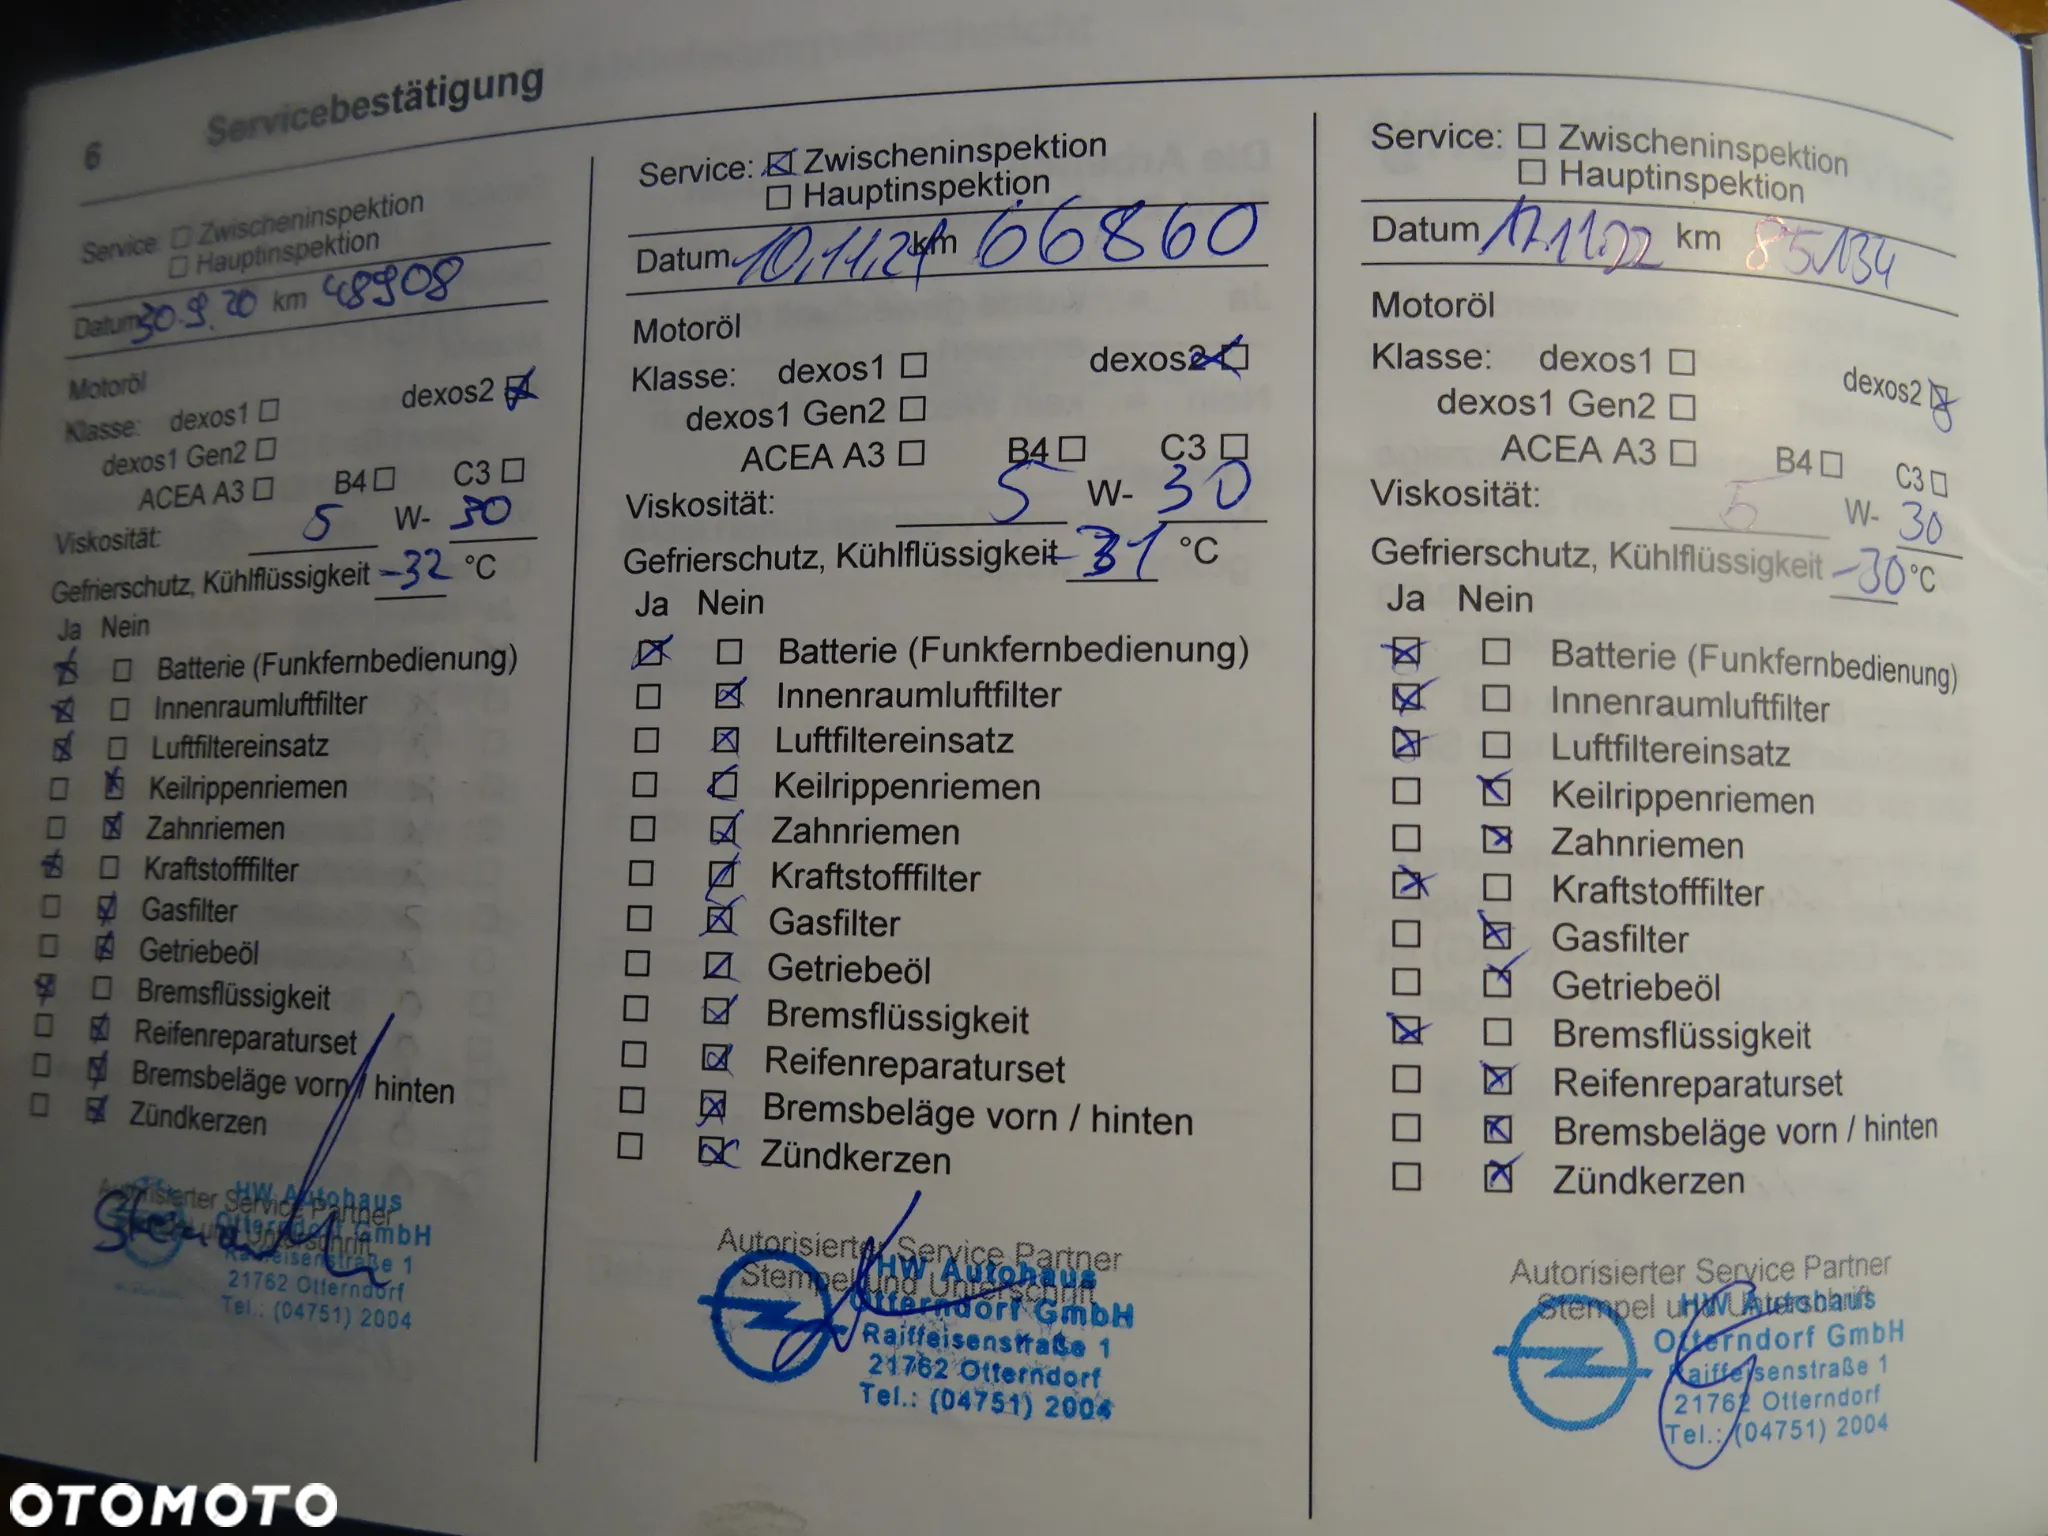 6 Servicebestätigung
Service: Zwischeninspektion
Hauptinspektion
Datum 30.9.20 km 48908
Motoröl
Klasse: dexos1 dexos2
dexos1 Gen2
ACEA A3 B4 C3
Viskosität: 5 W- 30
Gefrierschutz, Kühlflüssigkeit -32 °C
Ja Nein
Batterie (Funkfernbedienung)
Innenraumluftfilter
Luftfiltereinsatz
Keilrippenriemen
Zahnriemen
Kraftstofffilter
Gasfilter
Getriebeöl
Bremsflüssigkeit
Reifenreparaturset
Bremsbeläge vorn / hinten
Zündkerzen
Autorisierter Service Partner
Stempel und Unterschrift
HW Autohaus
Otterndorf GmbH
Raiffeisenstraße 1
21762 Otterndorf
Tel.: (04751) 2004
Service: Zwischeninspektion
Hauptinspektion
Datum 10.11.21 km 66860
Motoröl
Klasse: dexos1 dexos2
dexos1 Gen2
ACEA A3 B4 C3
Viskosität: 5 W- 30
Gefrierschutz, Kühlflüssigkeit -31 °C
Ja Nein
Batterie (Funkfernbedienung)
Innenraumluftfilter
Luftfiltereinsatz
Keilrippenriemen
Zahnriemen
Kraftstofffilter
Gasfilter
Getriebeöl
Bremsflüssigkeit
Reifenreparaturset
Bremsbeläge vorn / hinten
Zündkerzen
Autorisierter Service Partner
Stempel und Unterschrift
HW Autohaus
Otterndorf GmbH
Raiffeisenstraße 1
21762 Otterndorf
Tel.: (04751) 2004
Service: Zwischeninspektion
Hauptinspektion
Datum 17.11.22 km 85134
Motoröl
Klasse: dexos1 dexos2
dexos1 Gen2
ACEA A3 B4 C3
Viskosität: 5 W- 30
Gefrierschutz, Kühlflüssigkeit -30 °C
Ja Nein
Batterie (Funkfernbedienung)
Innenraumluftfilter
Luftfiltereinsatz
Keilrippenriemen
Zahnriemen
Kraftstofffilter
Gasfilter
Getriebeöl
Bremsflüssigkeit
Reifenreparaturset
Bremsbeläge vorn / hinten
Zündkerzen
Autorisierter Service Partner
Stempel und Unterschrift
HW Autohaus
Otterndorf GmbH
Raiffeisenstraße 1
21762 Otterndorf
Tel.: (04751) 2004
OTOMOTO